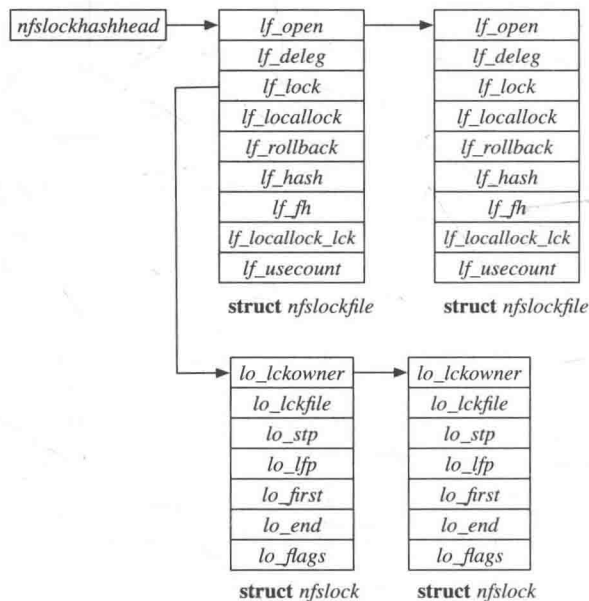 nfslockhashhead
lf_open
lf_deleg
lf_lock
lf_locallock
lf_rollback
lf_hash
lf_fh
lf_locallock_lck
lf_usecount
struct nfslockfile
lf_open
lf_deleg
lf_lock
lf_locallock
lf_rollback
lf_hash
lf_fh
lf_locallock_lck
lf_usecount
struct nfslockfile
lo_lckowner
lo_lckfile
lo_stp
lo_lfp
lo_first
lo_end
lo_flags
struct nfslock
lo_lckowner
lo_lckfile
lo_stp
lo_lfp
lo_first
lo_end
lo_flags
struct nfslock